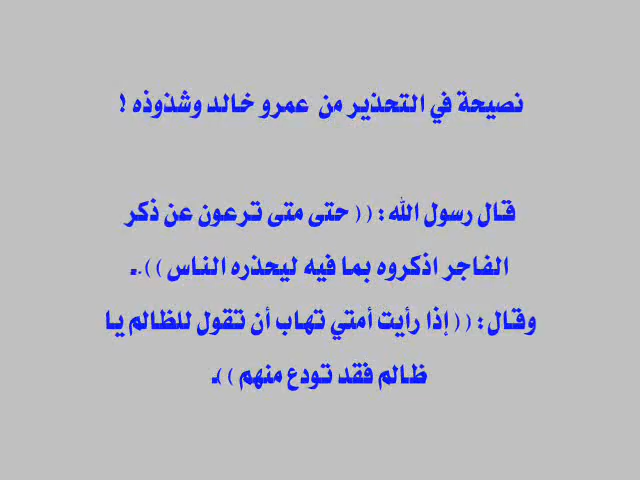 نصيحة في التحذير من عمرو خالد وشذوذه !
قال رسول الله : (( حتى متى ترعون عن ذكر
الفاجر اذكروه بما فيه ليحذره الناس )).
وقال : (( إذا رأيت أمتي تهاب أن تقول للظالم يا
ظالم فقد تودع منهم )).